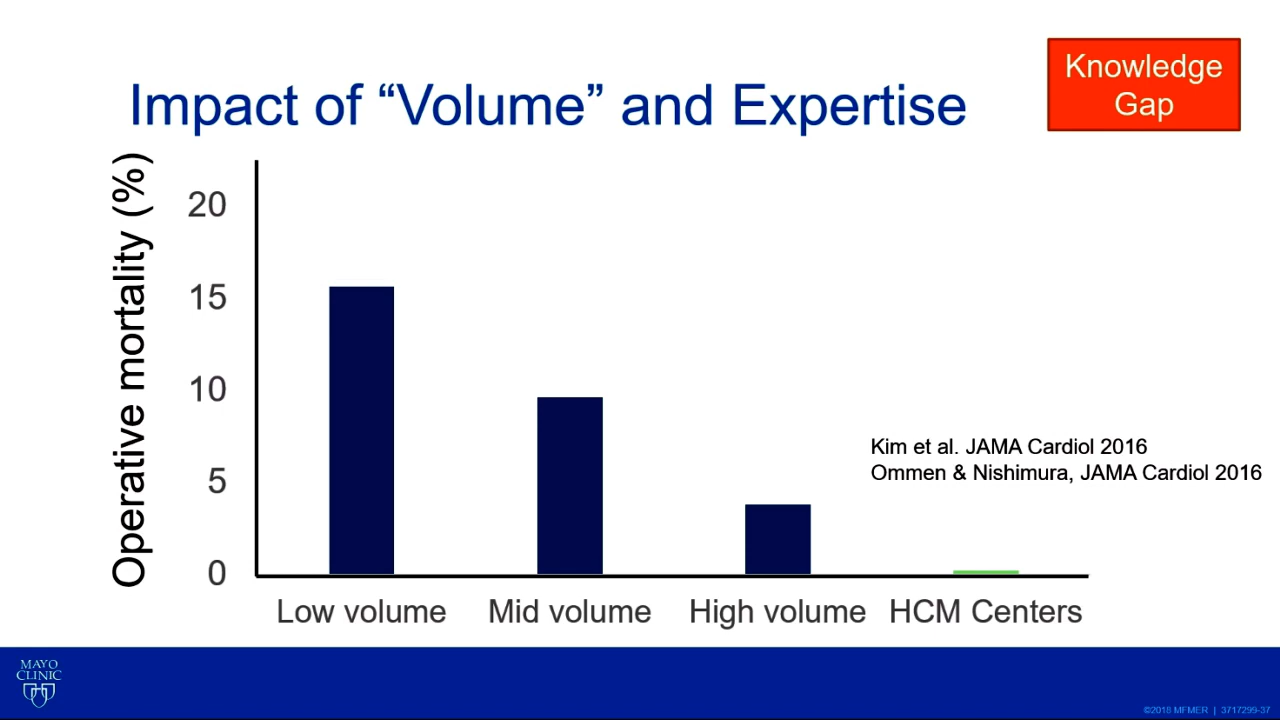 Knowledge
Gap
Impact of “Volume” and Expertise
Operative mortality (%)
20
15
10
5
0
Kim et al. JAMA Cardiol 2016
Ommen & Nishimura, JAMA Cardiol 2016
Low volume Mid volume High volume HCM Centers
MAYO
CLINIC
©2018 MFMER | 3717299-37